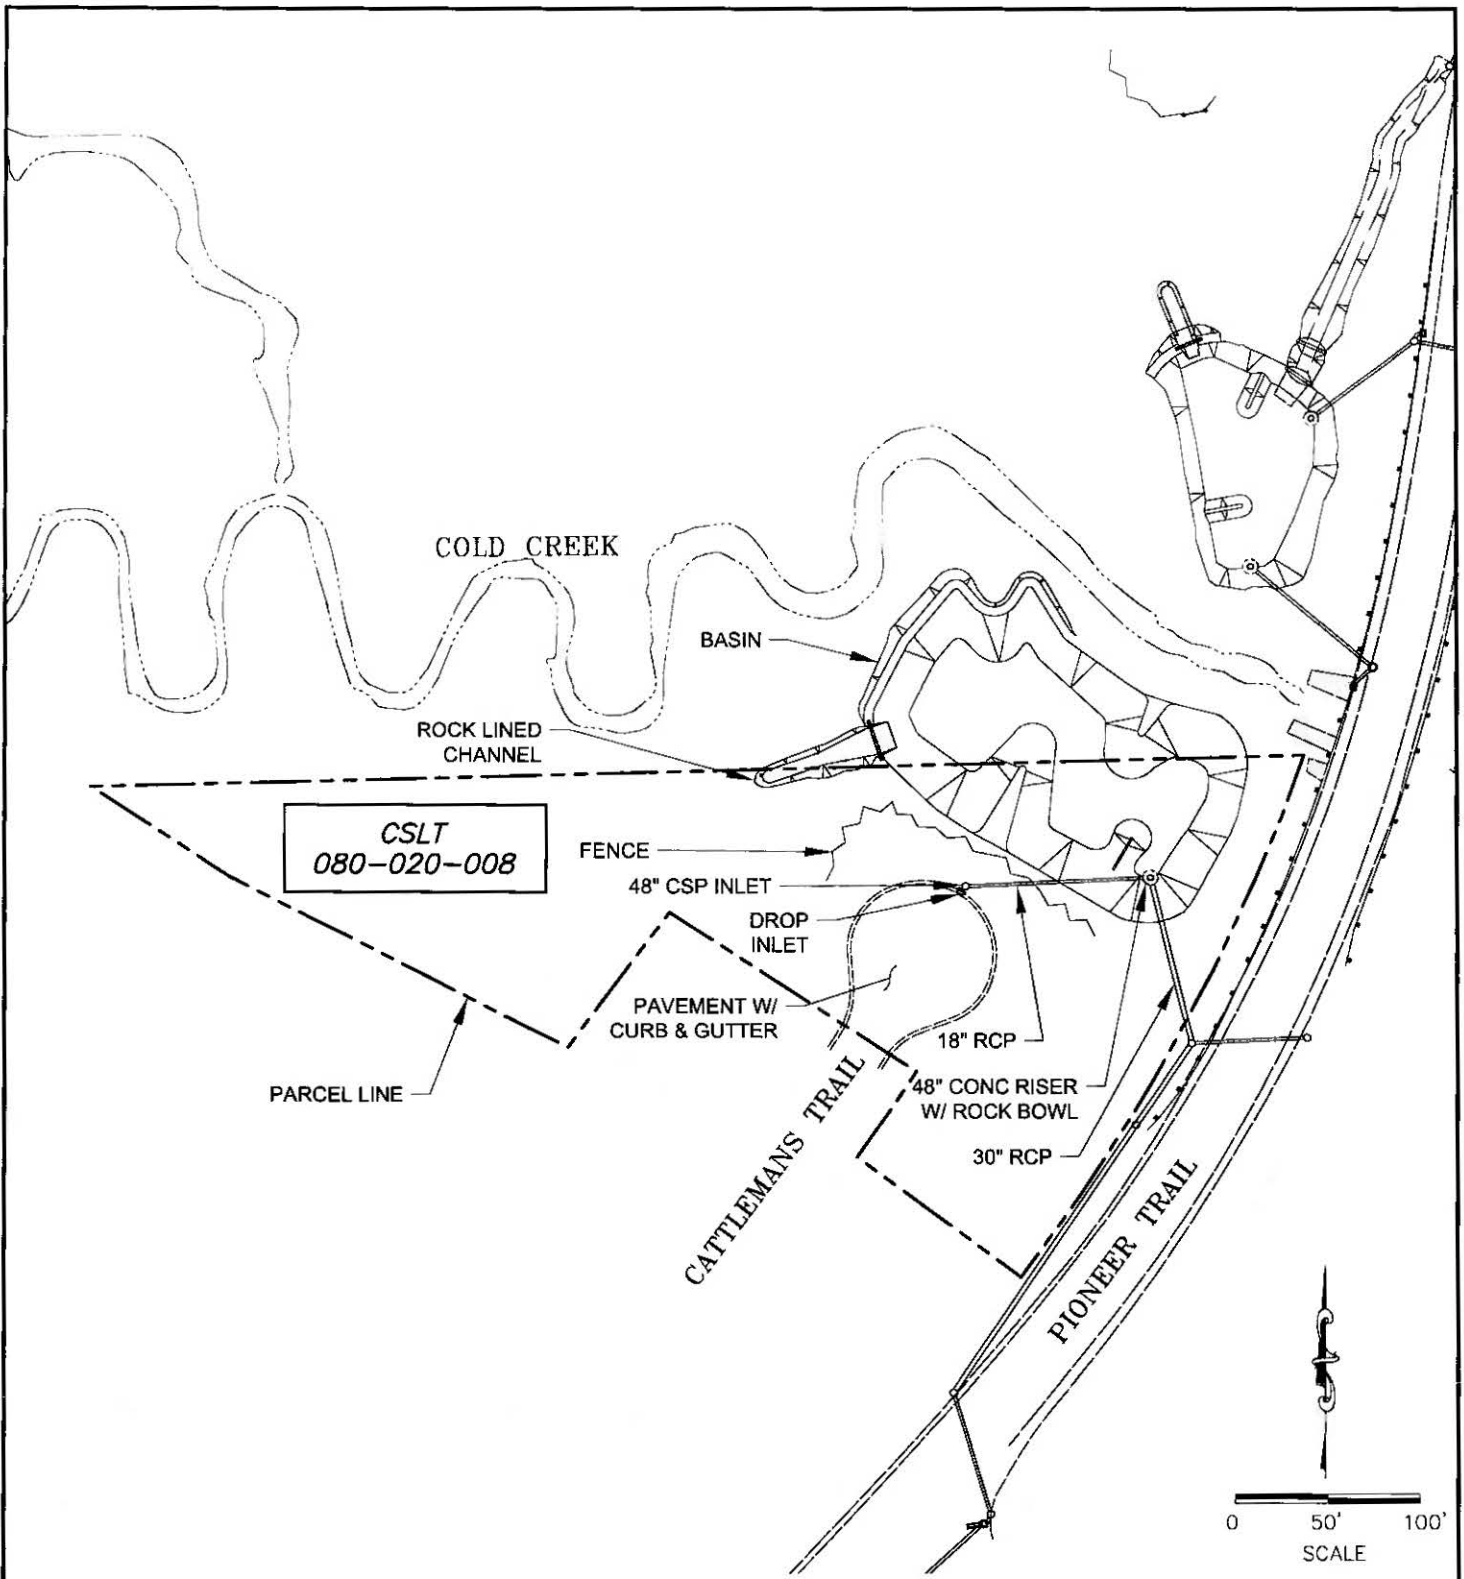 COLD CREEK
BASIN
ROCK LINED
CHANNEL
CSLT
080-020-008
FENCE
48" CSP INLET
DROP
INLET
PAVEMENT W/
CURB & GUTTER
18" RCP
PARCEL LINE
48" CONC RISER
W/ ROCK BOWL
30" RCP
CATTLEMANS TRAIL
PIONEER TRAIL
0 50' 100'
SCALE